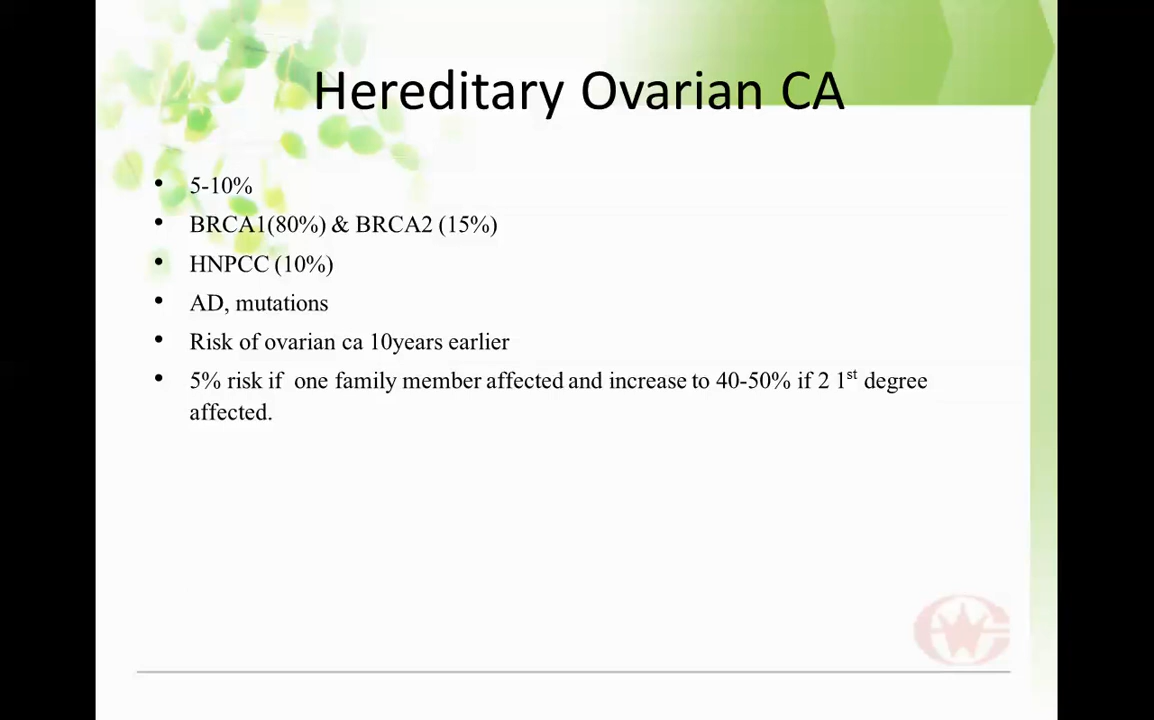 Hereditary Ovarian CA
• 5-10%
• BRCA1(80%) & BRCA2 (15%)
• HNPCC (10%)
• AD, mutations
• Risk of ovarian ca 10years earlier
• 5% risk if  one family member affected and increase to 40-50% if 2 1st degree
affected.